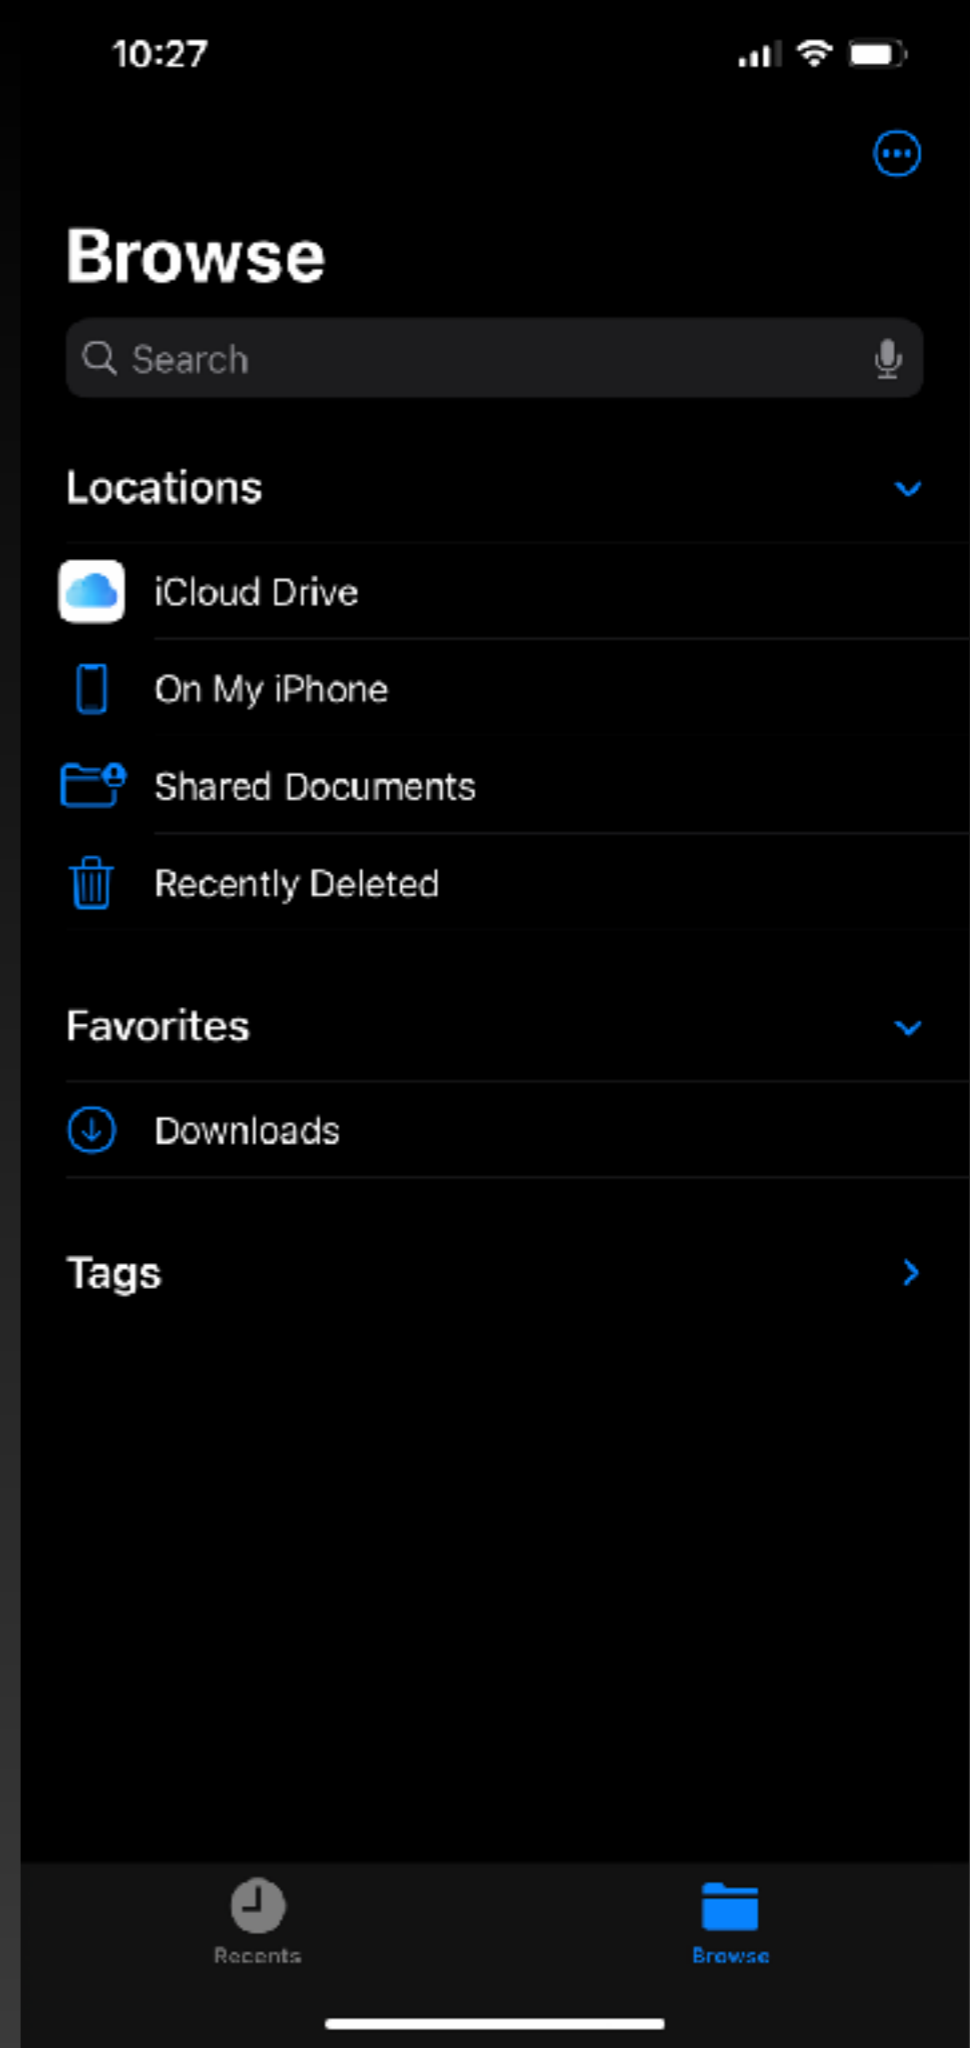 10:27
Browse
Search
Locations
iCloud Drive
On My iPhone
Shared Documents
Recently Deleted
Favorites
Downloads
Tags
Recents
Browse